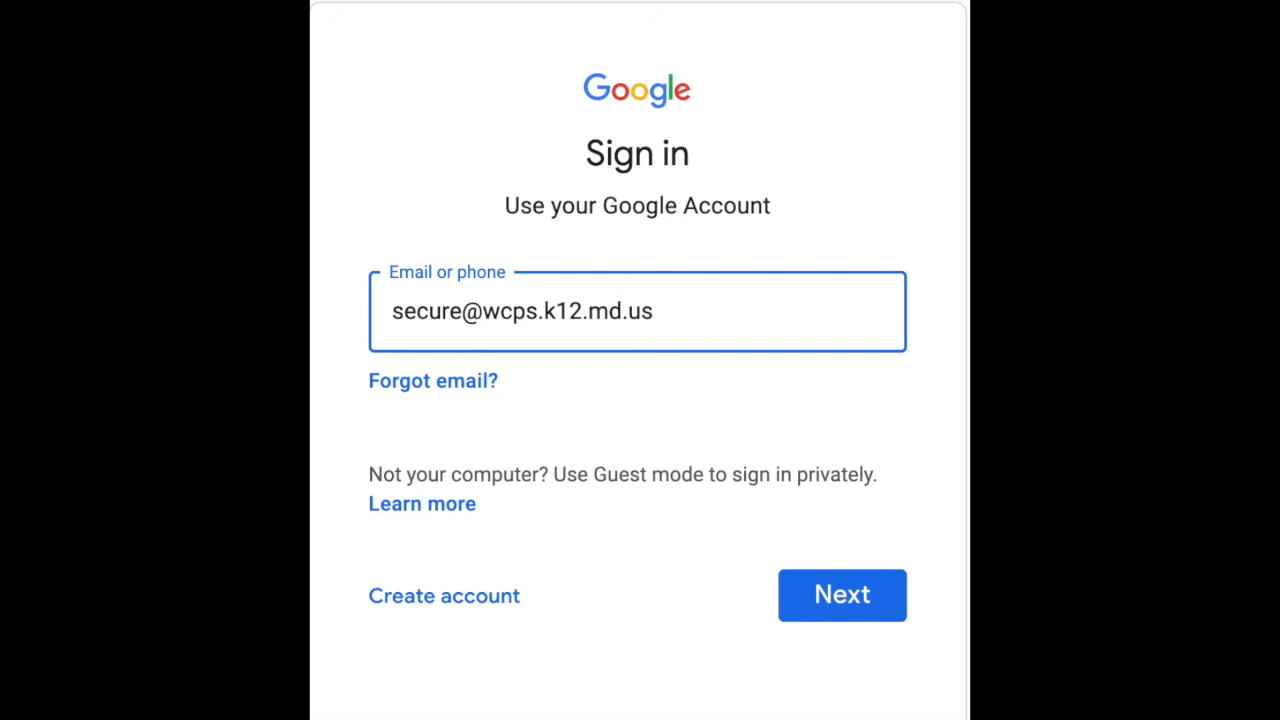 Google
Sign in
Use your Google Account
Email or phone
secure@wcps.k12.md.us
Forgot email?
Not your computer? Use Guest mode to sign in privately.
Learn more
Create account
Next